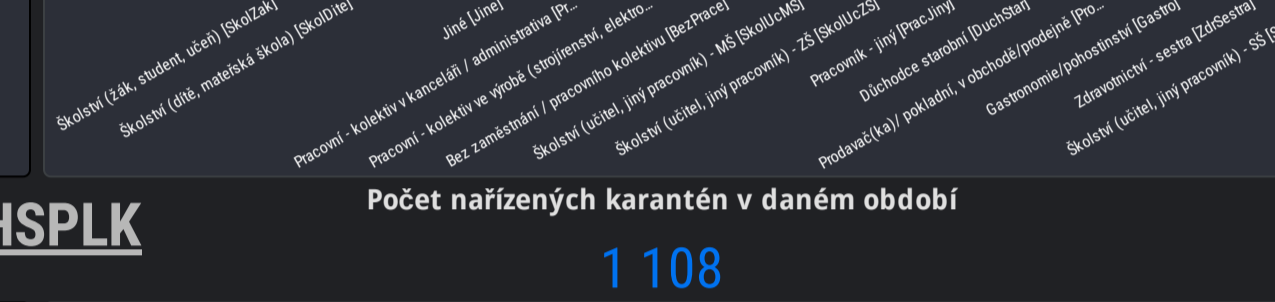 Školství (žák, student, učeň) [SkolZak]
Školství (dítě, mateřská škola) [SkolDite]
Jiné [Jine]
Pracovní - kolektiv v kanceláři / administrativa [Pr...
Pracovní - kolektiv ve výrobě (strojírenství, elektro...
Bez zaměstnání / pracovního kolektivu [BezPrace]
Školství (učitel, jiný pracovník) - MŠ [SkolUcMS]
Školství (učitel, jiný pracovník) - ZŠ [SkolUcZS]
Pracovník - jiný [PracJiny]
Důchodce starobní [DuchStar]
Prodavač(ka)/ pokladní, v obchodě/prodejně [Pro...
Gastronomie/pohostinství [Gastro]
Zdravotnictví - sestra [ZdrSestra]
Školství (učitel, jiný pracovník) - SŠ [S
HSPLK
Počet nařízených karantén v daném období
1 108